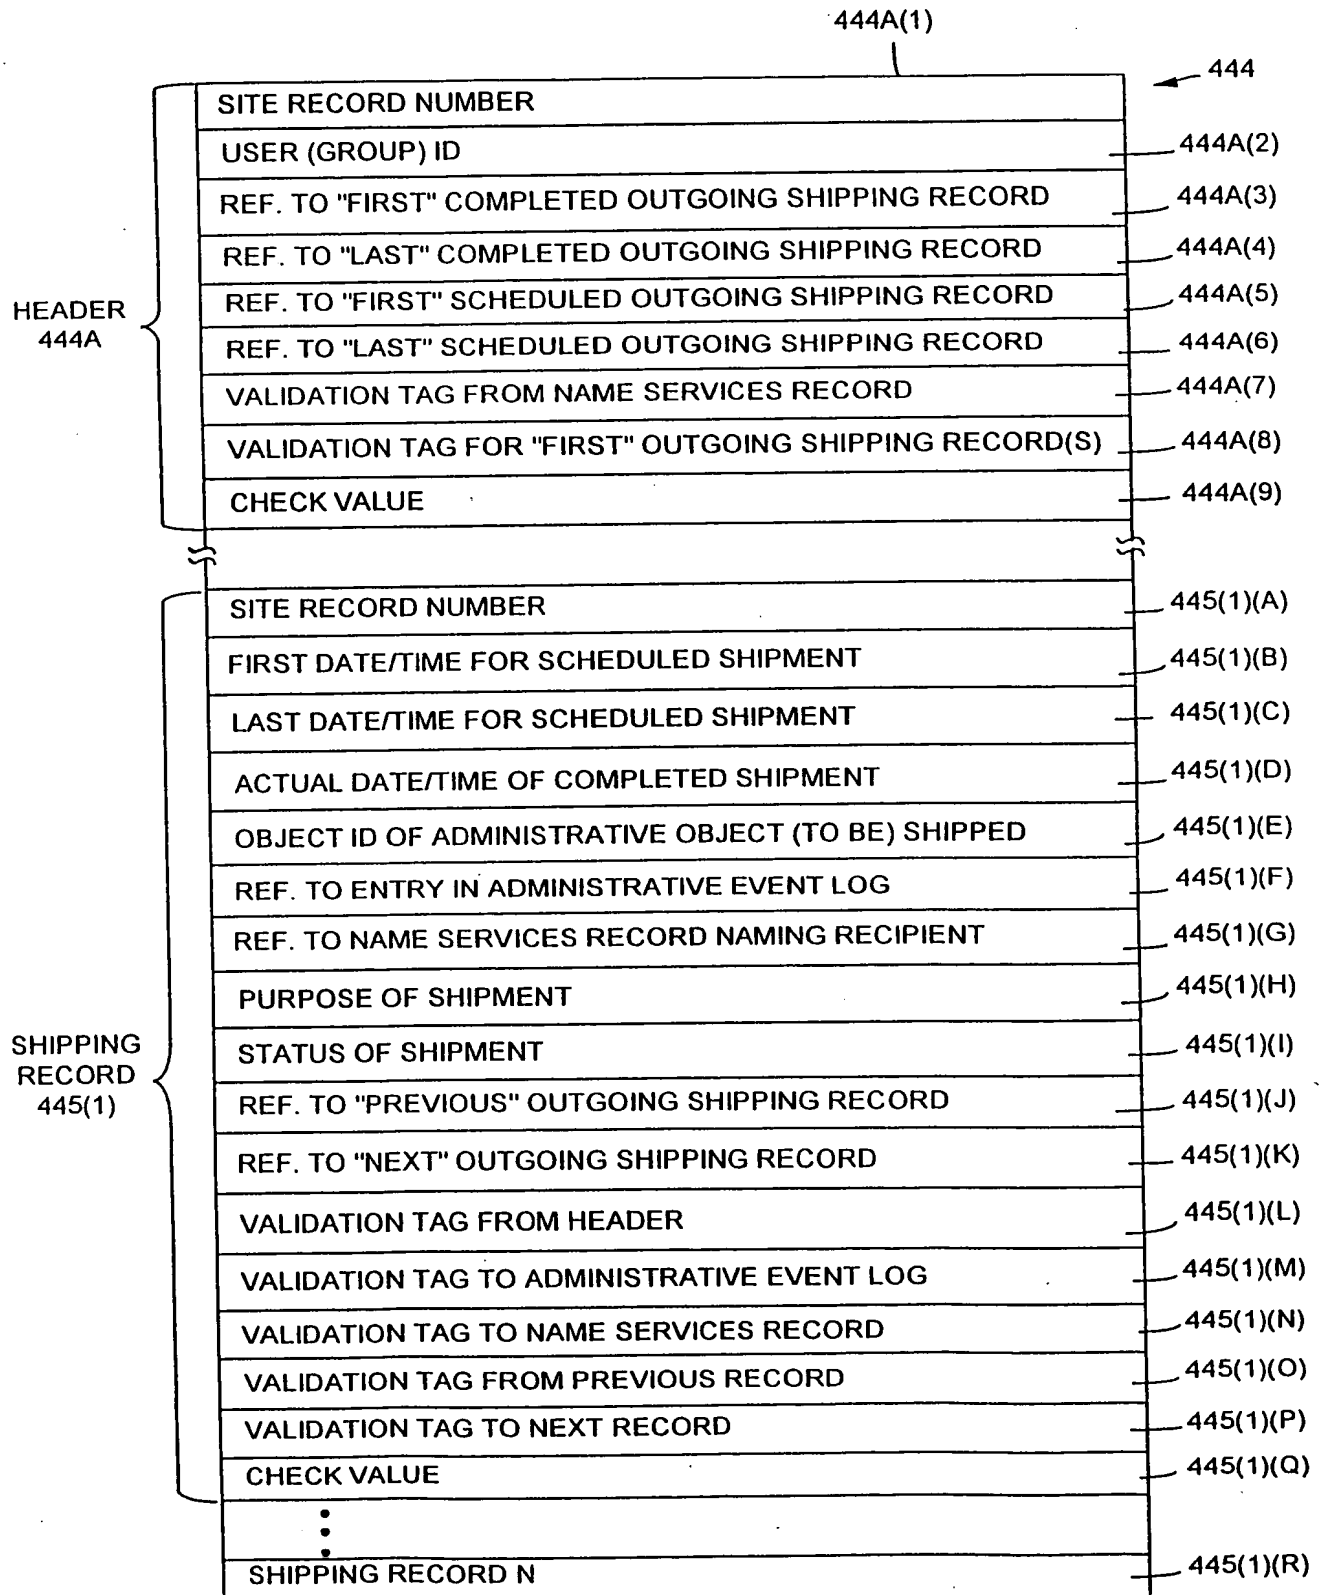 444A(1)
444
SITE RECORD NUMBER
USER (GROUP) ID 444A(2)
REF. TO "FIRST" COMPLETED OUTGOING SHIPPING RECORD 444A(3)
REF. TO "LAST" COMPLETED OUTGOING SHIPPING RECORD 444A(4)
REF. TO "FIRST" SCHEDULED OUTGOING SHIPPING RECORD 444A(5)
HEADER
444A
REF. TO "LAST" SCHEDULED OUTGOING SHIPPING RECORD 444A(6)
VALIDATION TAG FROM NAME SERVICES RECORD 444A(7)
VALIDATION TAG FOR "FIRST" OUTGOING SHIPPING RECORD(S) 444A(8)
CHECK VALUE 444A(9)
SITE RECORD NUMBER 445(1)(A)
FIRST DATE/TIME FOR SCHEDULED SHIPMENT 445(1)(B)
LAST DATE/TIME FOR SCHEDULED SHIPMENT 445(1)(C)
ACTUAL DATE/TIME OF COMPLETED SHIPMENT 445(1)(D)
OBJECT ID OF ADMINISTRATIVE OBJECT (TO BE) SHIPPED 445(1)(E)
REF. TO ENTRY IN ADMINISTRATIVE EVENT LOG 445(1)(F)
REF. TO NAME SERVICES RECORD NAMING RECIPIENT 445(1)(G)
PURPOSE OF SHIPMENT 445(1)(H)
STATUS OF SHIPMENT 445(1)(I)
SHIPPING
RECORD
445(1)
REF. TO "PREVIOUS" OUTGOING SHIPPING RECORD 445(1)(J)
REF. TO "NEXT" OUTGOING SHIPPING RECORD 445(1)(K)
VALIDATION TAG FROM HEADER 445(1)(L)
VALIDATION TAG TO ADMINISTRATIVE EVENT LOG 445(1)(M)
VALIDATION TAG TO NAME SERVICES RECORD 445(1)(N)
VALIDATION TAG FROM PREVIOUS RECORD 445(1)(O)
VALIDATION TAG TO NEXT RECORD 445(1)(P)
CHECK VALUE 445(1)(Q)
SHIPPING RECORD N 445(1)(R)